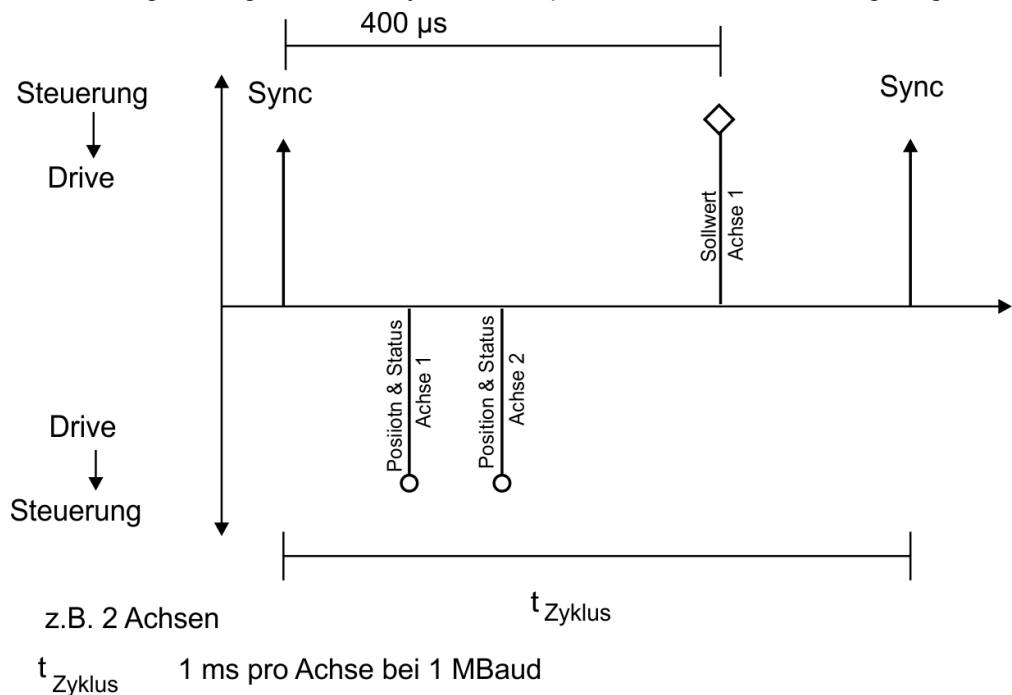 400 µs
Steuerung
Drive
Sync
Sync
Sollwert
Achse 1
Posiiotn & Status
Achse 1
Position & Status
Achse 2
Drive
Steuerung
t Zyklus
z.B. 2 Achsen
t Zyklus 1 ms pro Achse bei 1 MBaud